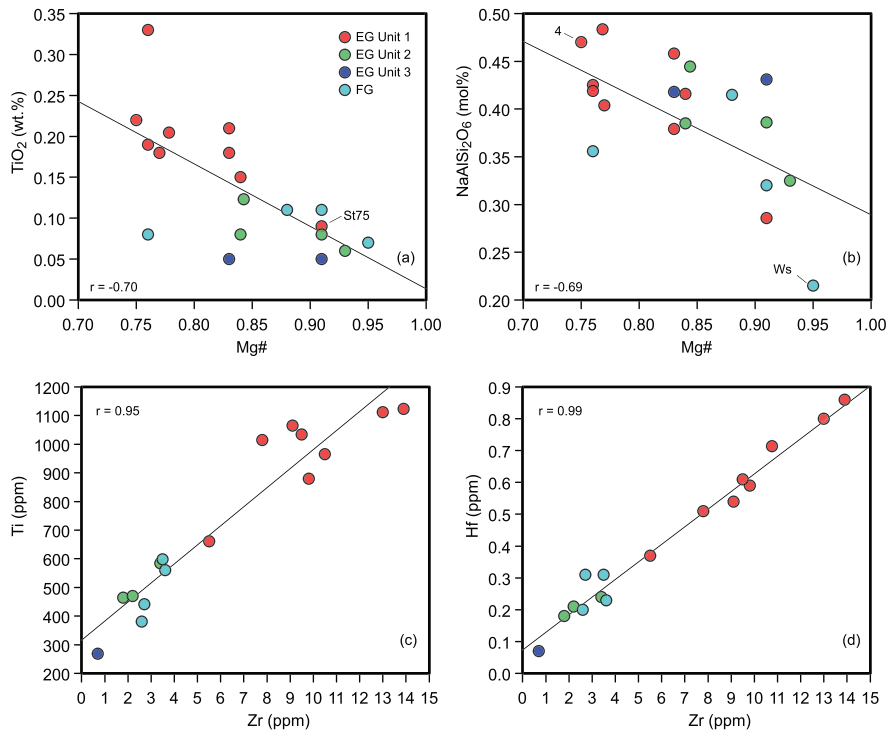 0.35
0.30
0.25
0.20
0.15
0.10
0.05
0.00
TiO2 (wt.%)
EG Unit 1
EG Unit 2
EG Unit 3
FG
St75
(a)
r = -0.70
0.70 0.75 0.80 0.85 0.90 0.95 1.00
Mg#
0.50
0.45
0.40
0.35
0.30
0.25
0.20
NaAlSi2O6 (mol%)
4
Ws
(b)
r = -0.69
0.70 0.75 0.80 0.85 0.90 0.95 1.00
Mg#
1200
1100
1000
900
800
700
600
500
400
300
200
Ti (ppm)
r = 0.95
(c)
0 1 2 3 4 5 6 7 8 9 10 11 12 13 14 15
Zr (ppm)
0.9
0.8
0.7
0.6
0.5
0.4
0.3
0.2
0.1
0.0
Hf (ppm)
r = 0.99
(d)
0 1 2 3 4 5 6 7 8 9 10 11 12 13 14 15
Zr (ppm)